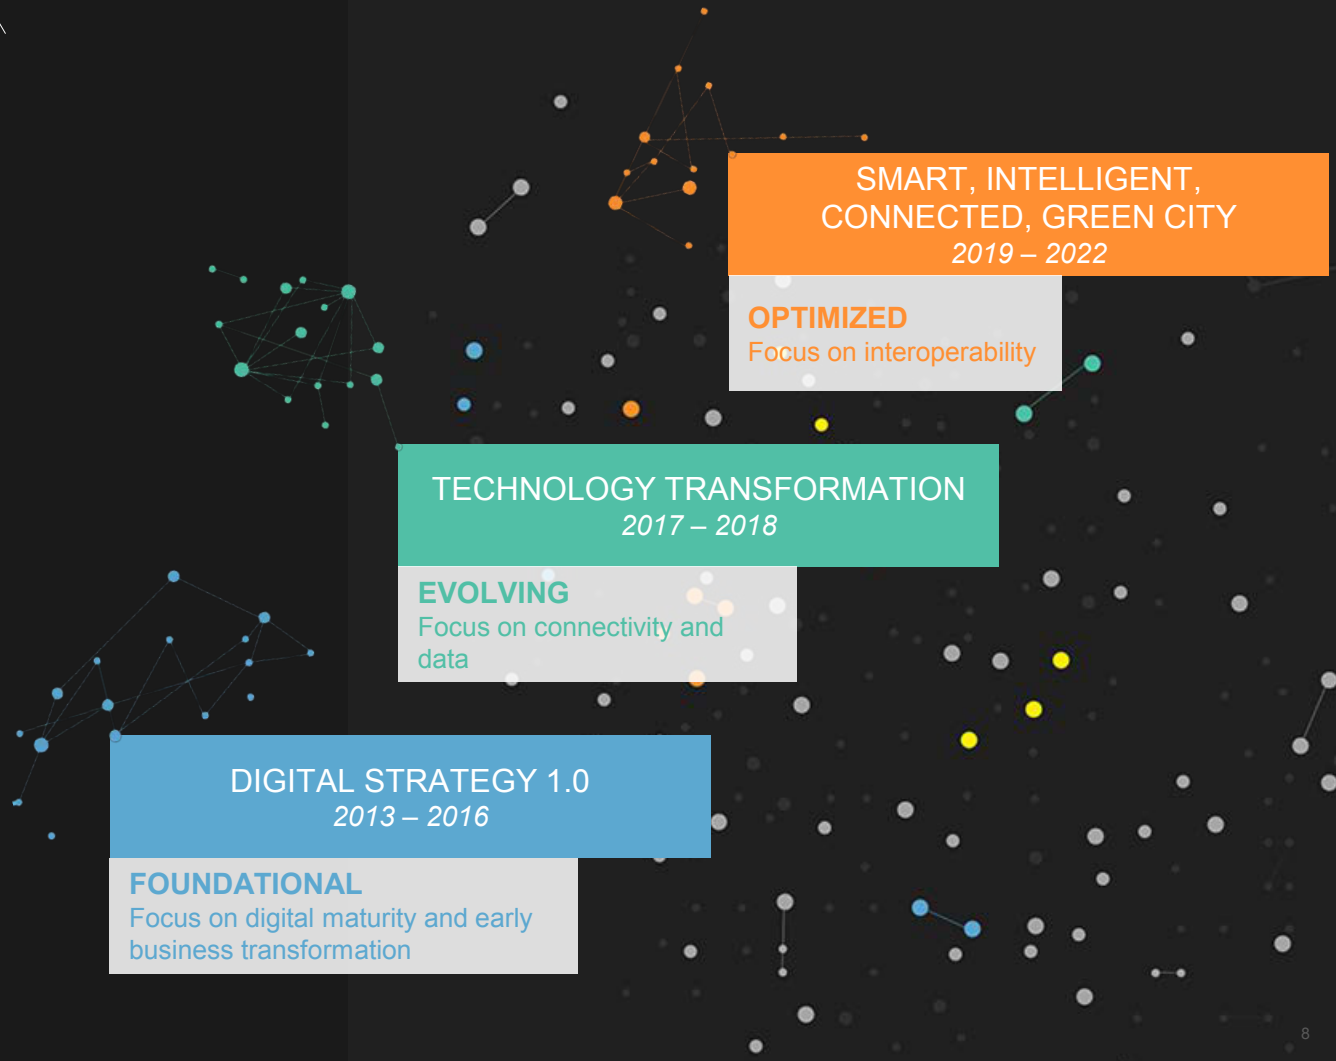 SMART, INTELLIGENT,
CONNECTED, GREEN CITY
2019 – 2022
OPTIMIZED
Focus on interoperability
TECHNOLOGY TRANSFORMATION
2017 – 2018
EVOLVING
Focus on connectivity and
data
DIGITAL STRATEGY 1.0
2013 – 2016
FOUNDATIONAL
Focus on digital maturity and early
business transformation
8